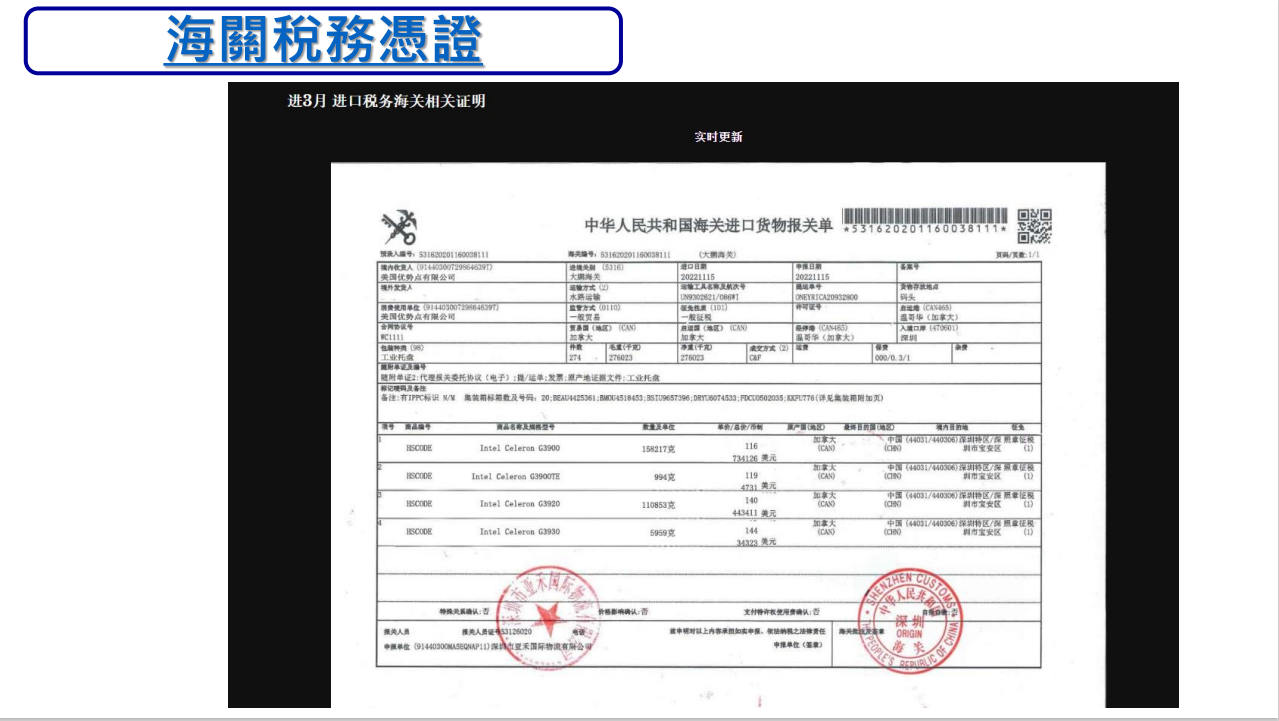 海關稅務憑證
进3月 进口税务海关相关证明
实时更新
中华人民共和国海关进口货物报关单
*531620201160038111*
预录入编号: 531620201160038111 海关编号: 531620201160038111 (大鹏海关) 页码/页数:1/1
境内收货人 (91440300729864639T) 进境关别 (5316) 进口日期 申报日期 备案号
美国优势点有限公司 大鹏海关 20221115 20221115
境外发货人 运输方式 (2) 运输工具名称及航次号 提运单号 货物存放地点
水路运输 UN9302621/086W1 ONEYRICA20932800 码头
消费使用单位 监管方式 (0110) 征免性质 (101) 许可证号 启运港 (CAN465)
美国优势点有限公司 一般贸易 一般征税 温哥华 (加拿大)
合同协议号 贸易国 (地区) (CAN) 启运国 (地区) (CAN) 经停港 (CAN465) 入境口岸 (470601)
WC1111 加拿大 加拿大 温哥华 (加拿大) 深圳
包装种类 (98) 件数 毛重(千克) 净重(千克) 成交方式 (2) 运费 保费 杂费
工业托盘 274 276023 276023 C&F 000/0.3/1
随附单证及编号
随附单证2:代理报关委托协议 (电子) ;提/运单;发票;原产地证据文件;工业托盘
标记唛码及备注
备注:有IPPC标识 N/M 集装箱标箱数及号码: 20;BEAU4425361;BMOU4518453;BSIU9657396;DRYU6074533;FDCU0502035;KKFU776(详见集装箱附加页)
项号 商品编号 商品名称及规格型号 数量及单位 单价/总价/币制 原产国(地区) 最终目的国(地区) 境内目的地 征免
1 HSCODE Intel Celeron G3900 158217克 116 加拿大 中国 (44031/440306)深圳特区/深 照章征税
734126 美元 (CAN) (CHN) 圳市宝安区 (1)
2 HSCODE Intel Celeron G3900TE 994克 119 加拿大 中国 (44031/440306)深圳特区/深 照章征税
4731 美元 (CAN) (CHN) 圳市宝安区 (1)
3 HSCODE Intel Celeron G3920 110853克 140 加拿大 中国 (44031/440306)深圳特区/深 照章征税
443411 美元 (CAN) (CHN) 圳市宝安区 (1)
4 HSCODE Intel Celeron G3930 5959克 144 加拿大 中国 (44031/440306)深圳特区/深 照章征税
34323 美元 (CAN) (CHN) 圳市宝安区 (1)
特殊关系确认:否 价格影响确认:否 支付特许权使用费确认:否
报关人员 报关人员证号53126020 电话 兹申明对以上内容承担如实申报、依法纳税之法律责任
申报单位 (91440300MA5EQNAP11)深圳市亚禾国际物流有限公司 申报单位 (签章)
SHENZHEN CUSTOMS
中华人民共和国
深圳
ORIGIN
海关
THE PEOPLE'S REPUBLIC OF CHINA